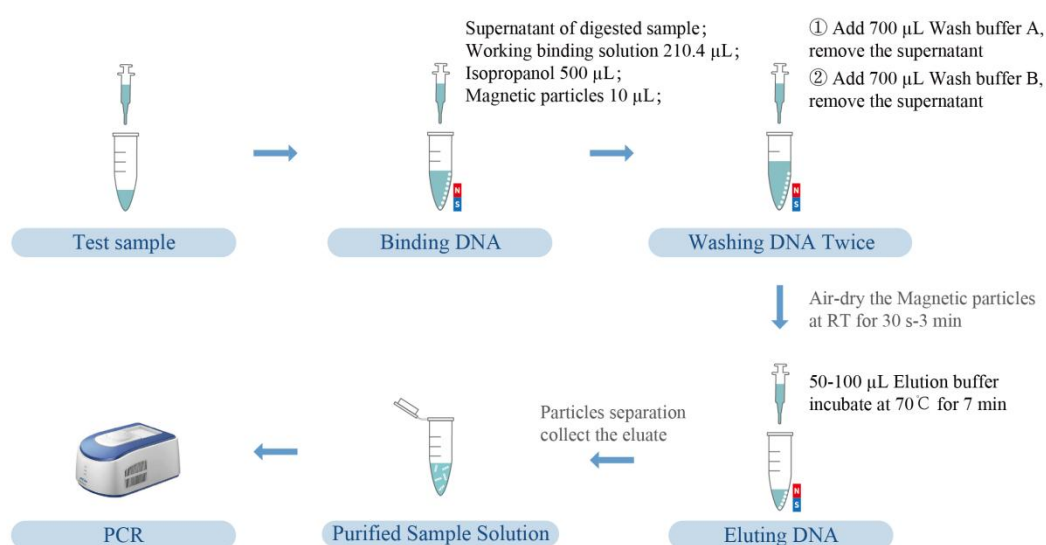 Supernatant of digested sample;
Working binding solution 210.4 μL;
Isopropanol 500 μL;
Magnetic particles 10 μL;
① Add 700 μL Wash buffer A,
remove the supernatant
② Add 700 μL Wash buffer B,
remove the supernatant
N
S
N
S
Test sample
Binding DNA
Washing DNA Twice
Air-dry the Magnetic particles
at RT for 30 s-3 min
50-100 μL Elution buffer
incubate at 70℃ for 7 min
Particles separation
collect the eluate
N
S
PCR
Purified Sample Solution
Eluting DNA